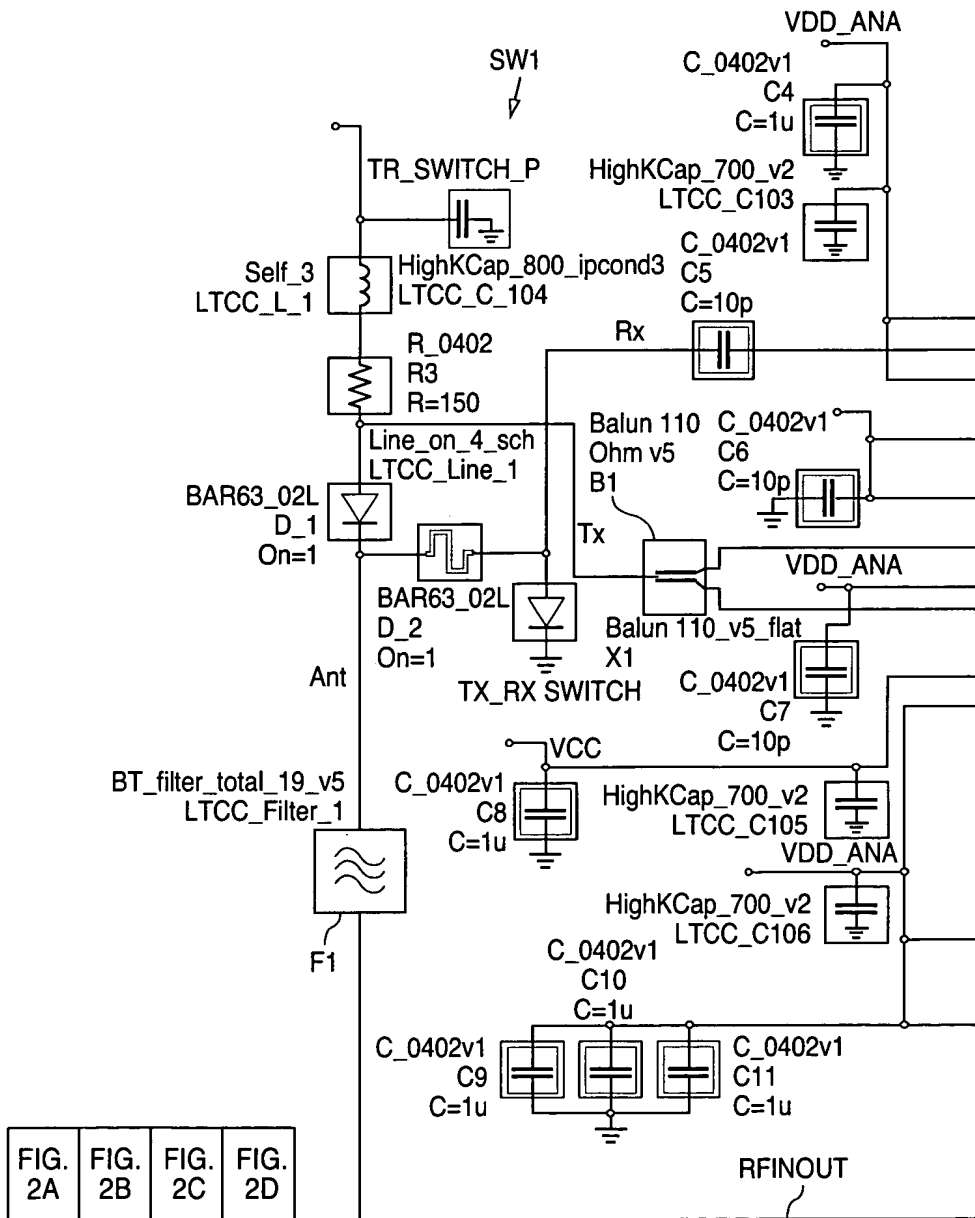 VDD_ANA
SW1
C_0402v1
C4
C=1u
TR_SWITCH_P
HighKCap_700_v2
LTCC_C103
C_0402v1
C5
C=10p
Self_3
LTCC_L_1
HighKCap_800_ipcond3
LTCC_C_104
Rx
R_0402
R3
R=150
Line_on_4_sch
LTCC_Line_1
Balun 110
Ohm v5
B1
C_0402v1
C6
C=10p
BAR63_02L
D_1
On=1
Tx
VDD_ANA
BAR63_02L
D_2
On=1
Balun 110_v5_flat
X1
TX_RX SWITCH
Ant
C_0402v1
C7
C=10p
VCC
BT_filter_total_19_v5
LTCC_Filter_1
C_0402v1
C8
C=1u
HighKCap_700_v2
LTCC_C105
VDD_ANA
HighKCap_700_v2
LTCC_C106
F1
C_0402v1
C10
C=1u
C_0402v1
C9
C=1u
C_0402v1
C11
C=1u
FIG. 2A
FIG. 2B
FIG. 2C
FIG. 2D
RFINOUT